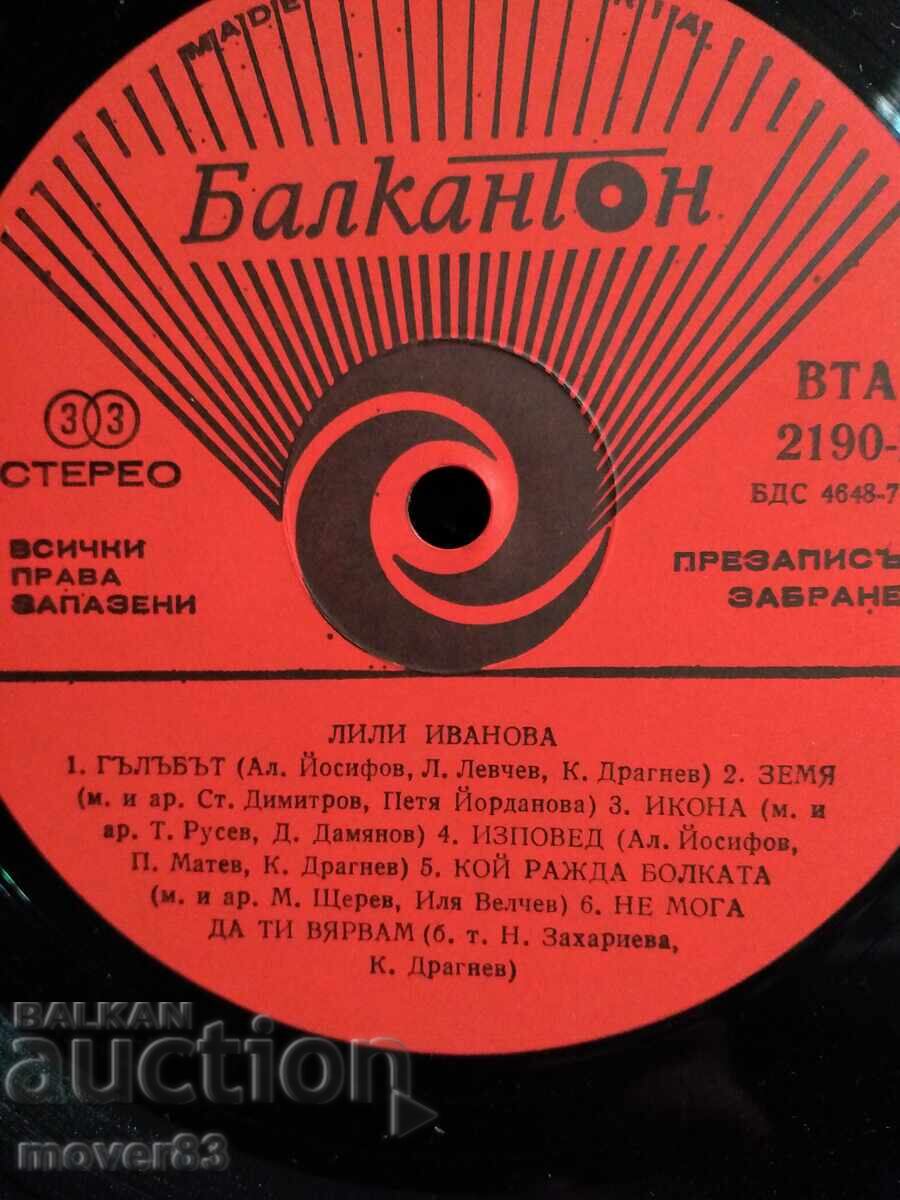 MADE
Балкантон
33
СТЕРЕО
ВТА
2190-
БДС 4648-7
ВСИЧКИ
ПРАВА
ЗАПАЗЕНИ
ПРЕЗАПИСЪ
ЗАБРАНЕ
ЛИЛИ ИВАНОВА
1. ГЪЛЪБЪТ (Ал. Йосифов, Л. Левчев, К. Драгнев) 2. ЗЕМЯ
(м. и ар. Ст. Димитров, Петя Йорданова) 3. ИКОНА (м. и
ар. Т. Русев, Д. Дамянов) 4. ИЗПОВЕД (Ал. Йосифов,
П. Матев, К. Драгнев) 5. КОЙ РАЖДА БОЛКАТА
(м. и ар. М. Щерев, Иля Велчев) 6. НЕ МОГА
ДА ТИ ВЯРВАМ (б. т. Н. Захариева,
К. Драгнев)
BALKAN
auction
mover83